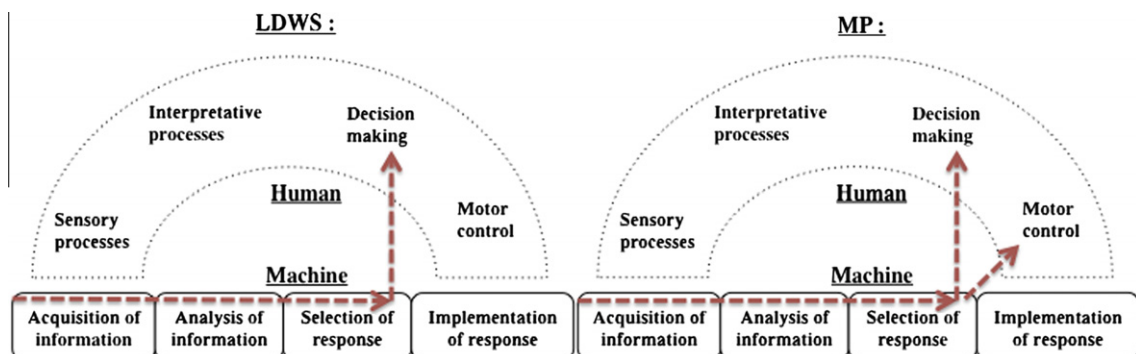 LDWS :
Interpretative
processes
Decision
making
Human
Sensory
processes
Motor
control
Machine
Acquisition of
information
Analysis of
information
Selection of
response
Implementation
of response
MP :
Interpretative
processes
Decision
making
Human
Sensory
processes
Motor
control
Machine
Acquisition of
information
Analysis of
information
Selection of
response
Implementation
of response